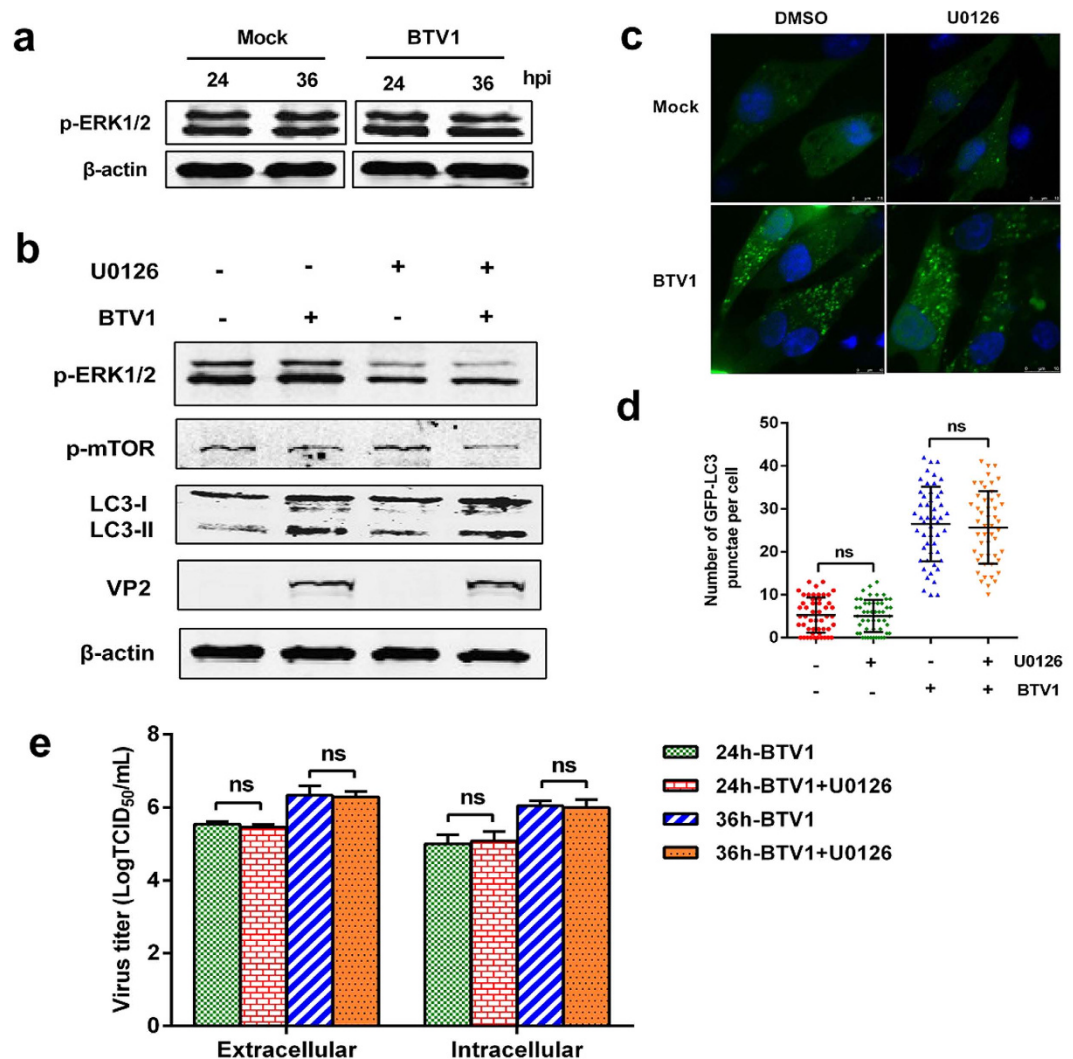 a
Mock BTV1
24 36 24 36 hpi
p-ERK1/2
β-actin
b
U0126 - - + +
BTV1 - + - +
p-ERK1/2
p-mTOR
LC3-I
LC3-II
VP2
β-actin
c
DMSO U0126
Mock
BTV1
d
Number of GFP-LC3
punctae per cell
50
40
30
20
10
0
ns
ns
- + - + U0126
- - + + BTV1
e
Virus titer (LogTCID50/mL)
8
6
4
2
0
ns ns ns ns
Extracellular Intracellular
24h-BTV1
24h-BTV1+U0126
36h-BTV1
36h-BTV1+U0126